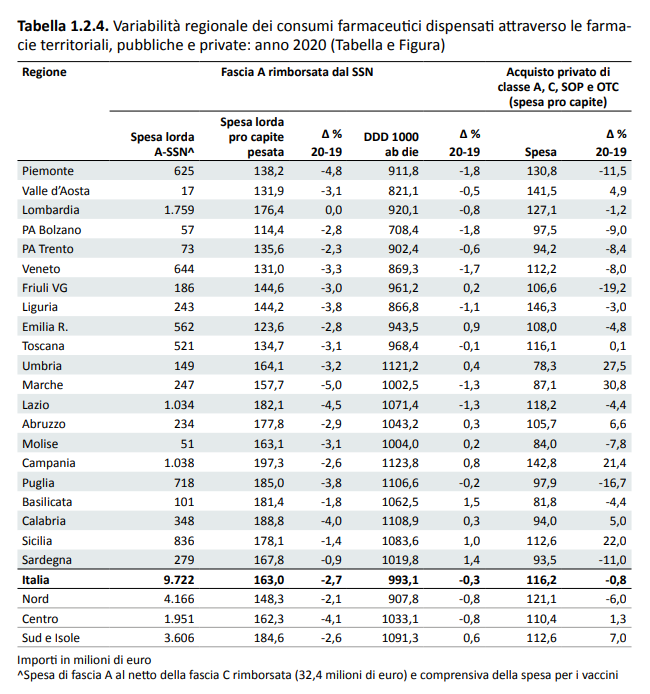 Tabella 1.2.4. Variabilità regionale dei consumi farmaceutici dispensati attraverso le farma-
cie territoriali, pubbliche e private: anno 2020 (Tabella e Figura)
Regione Fascia A rimborsata dal SSN Acquisto privato di
classe A, C, SOP e OTC
(spesa pro capite)
Spesa lorda
A-SSN^ Spesa lorda
pro capite
pesata Δ %
20-19 DDD 1000
ab die Δ %
20-19 Spesa Δ %
20-19
Piemonte 625 138,2 -4,8 911,8 -1,8 130,8 -11,5
Valle d’Aosta 17 131,9 -3,1 821,1 -0,5 141,5 4,9
Lombardia 1.759 176,4 0,0 920,1 -0,8 127,1 -1,2
PA Bolzano 57 114,4 -2,8 708,4 -1,8 97,5 -9,0
PA Trento 73 135,6 -2,3 902,4 -0,6 94,2 -8,4
Veneto 644 131,0 -3,3 869,3 -1,7 112,2 -8,0
Friuli VG 186 144,6 -3,0 961,2 0,2 106,6 -19,2
Liguria 243 144,2 -3,8 866,8 -1,1 146,3 -3,0
Emilia R. 562 123,6 -2,8 943,5 0,9 108,0 -4,8
Toscana 521 134,7 -3,1 968,4 -0,1 116,1 0,1
Umbria 149 164,1 -3,2 1121,2 0,4 78,3 27,5
Marche 247 157,7 -5,0 1002,5 -1,3 87,1 30,8
Lazio 1.034 182,1 -4,5 1071,4 -1,3 118,2 -4,4
Abruzzo 234 177,8 -2,9 1043,2 0,3 105,7 6,6
Molise 51 163,1 -3,1 1004,0 0,2 84,0 -7,8
Campania 1.038 197,3 -2,6 1123,8 0,8 142,8 21,4
Puglia 718 185,0 -3,8 1106,6 -0,2 97,9 -16,7
Basilicata 101 181,4 -1,8 1062,5 1,5 81,8 -4,4
Calabria 348 188,8 -4,0 1108,9 0,3 94,0 5,0
Sicilia 836 178,1 -1,4 1083,6 1,0 112,6 22,0
Sardegna 279 167,8 -0,9 1019,8 1,4 93,5 -11,0
Italia 9.722 163,0 -2,7 993,1 -0,3 116,2 -0,8
Nord 4.166 148,3 -2,1 907,8 -0,8 121,1 -6,0
Centro 1.951 162,3 -4,1 1033,1 -0,8 110,4 1,3
Sud e Isole 3.606 184,6 -2,6 1091,3 0,6 112,6 7,0
Importi in milioni di euro
^Spesa di fascia A al netto della fascia C rimborsata (32,4 milioni di euro) e comprensiva della spesa per i vaccini